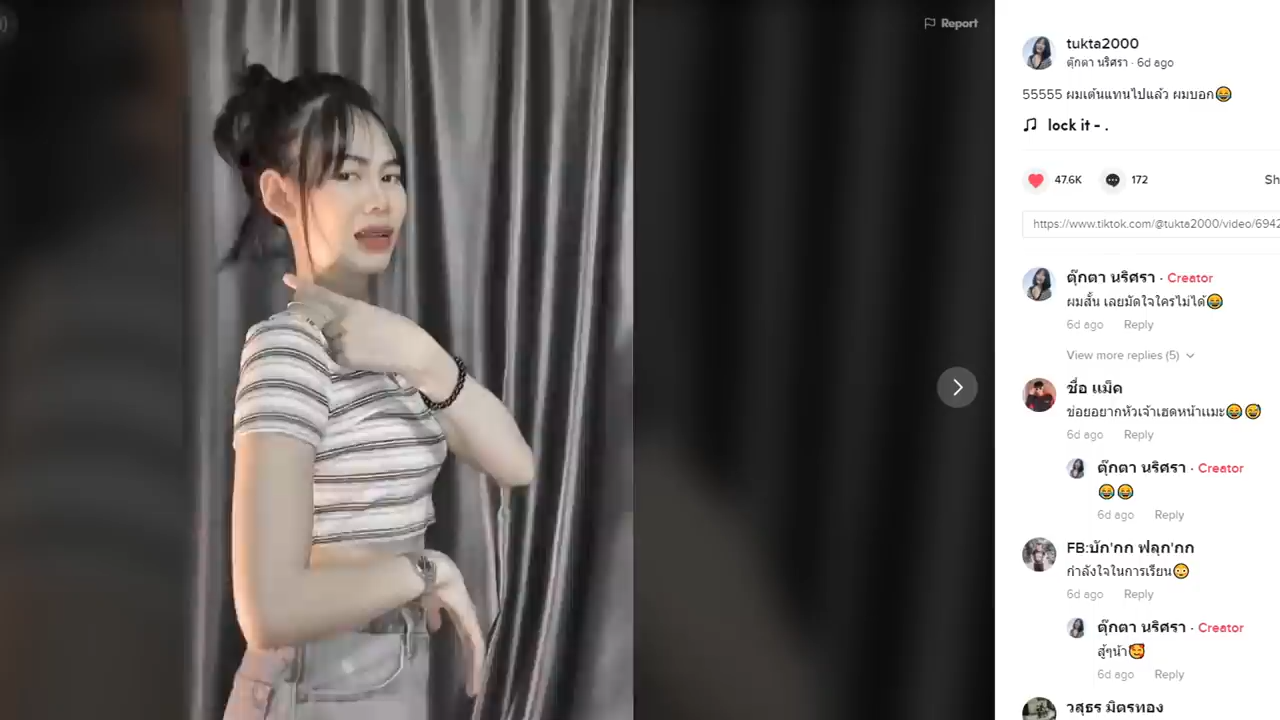 Report
tukta2000
ตุ๊กตา นริศรา · 6d ago
55555 ผมเต้นแทนไปแล้ว ผมบอก😂
lock it - .
47.6K
172
Sh
https://www.tiktok.com/@tukta2000/video/6942
ตุ๊กตา นริศรา · Creator
ผมสั้น เลยมัดใจใครไม่ได้😂
6d ago Reply
View more replies (5)
ชื่อ แม็ค
ข่อยอยากหัวเจ้าเฮดหน้าแมะ😂😅
6d ago Reply
ตุ๊กตา นริศรา · Creator
😂😂
6d ago Reply
FB:บัก'กก ฟลุก'กก
กำลังใจในการเรียน😳
6d ago Reply
ตุ๊กตา นริศรา · Creator
สู้ๆน้า🥰
6d ago Reply
วสุธร มิตรทอง